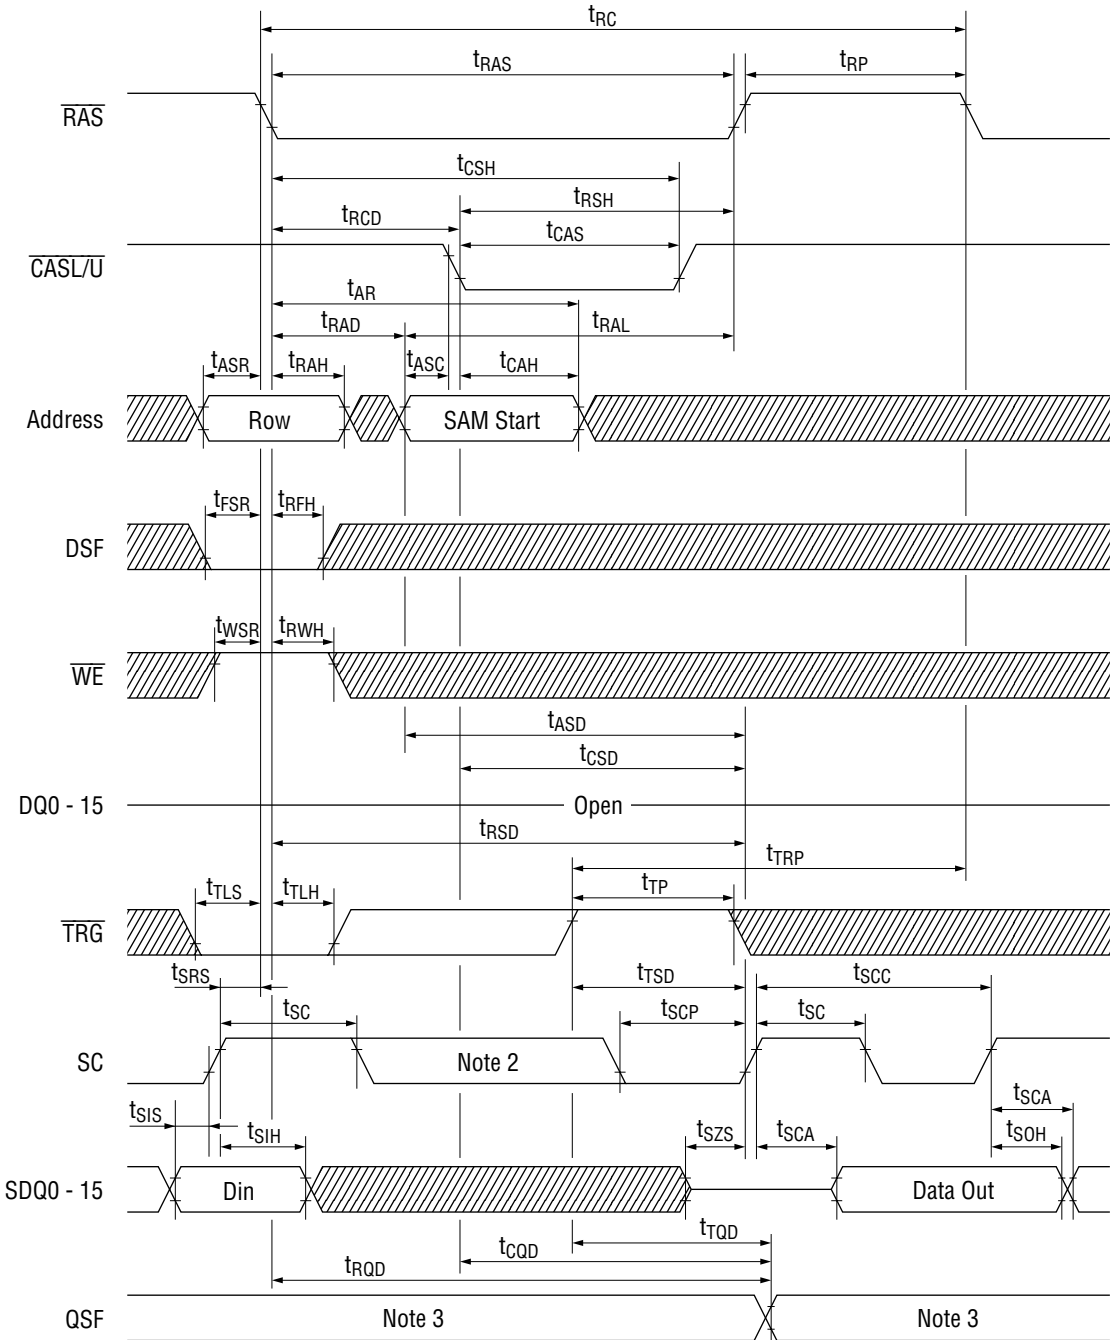 tRC
tRAS tRP
RAS
tCSH
tRSH
tRCD
tCAS
CASL/U
tAR
tRAD tRAL
tASR tRAH tASC tCAH
Address Row SAM Start
tFSR tRFH
DSF
tWSR tRWH
WE
tASD
tCSD
DQ0 - 15 Open
tRSD
tTRP
tTLS tTLH tTP
TRG
tSRS tTSD tSCC
tSC tSCP tSC
SC Note 2
tSIS tSIH tSZS tSCA tSCA
tSOH
SDQ0 - 15 Din Data Out
tTQD
tCQD
tRQD
QSF Note 3 Note 3